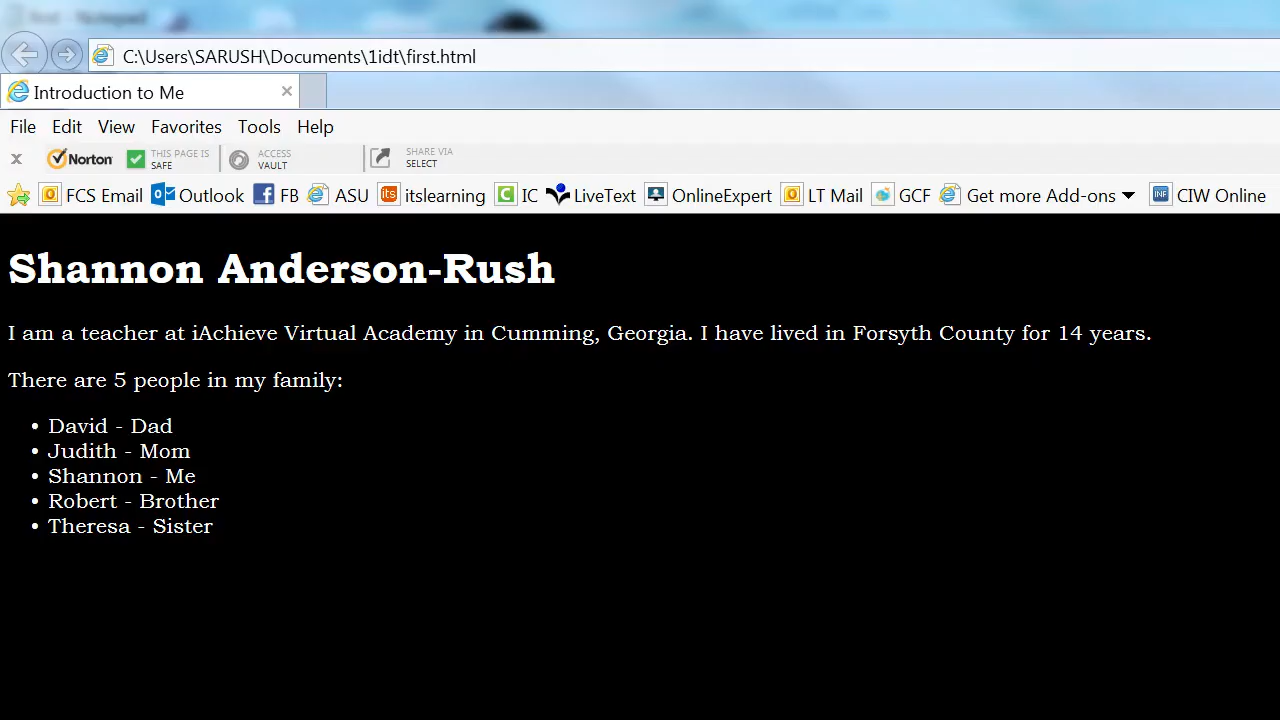 C:\Users\SARUSH\Documents\1idt\first.html
Introduction to Me
File Edit View Favorites Tools Help
Norton THIS PAGE IS SAFE ACCESS VAULT SHARE VIA SELECT
FCS Email Outlook FB ASU itslearning IC LiveText OnlineExpert LT Mail GCF Get more Add-ons CIW Online
Shannon Anderson-Rush
I am a teacher at iAchieve Virtual Academy in Cumming, Georgia. I have lived in Forsyth County for 14 years.
There are 5 people in my family:
• David - Dad
• Judith - Mom
• Shannon - Me
• Robert - Brother
• Theresa - Sister